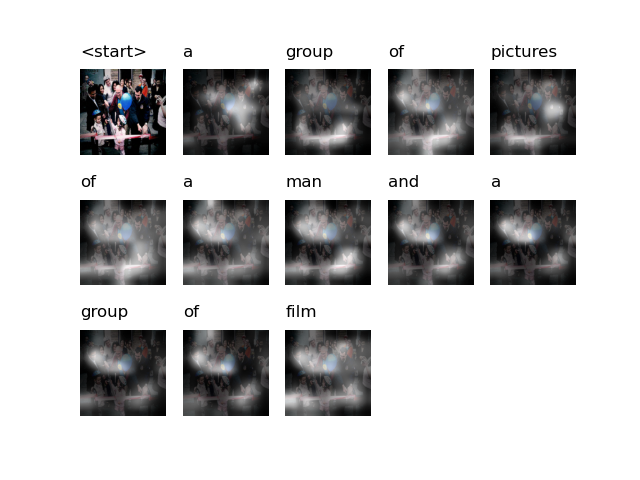 <start> a group of pictures
of a man and a
group of film